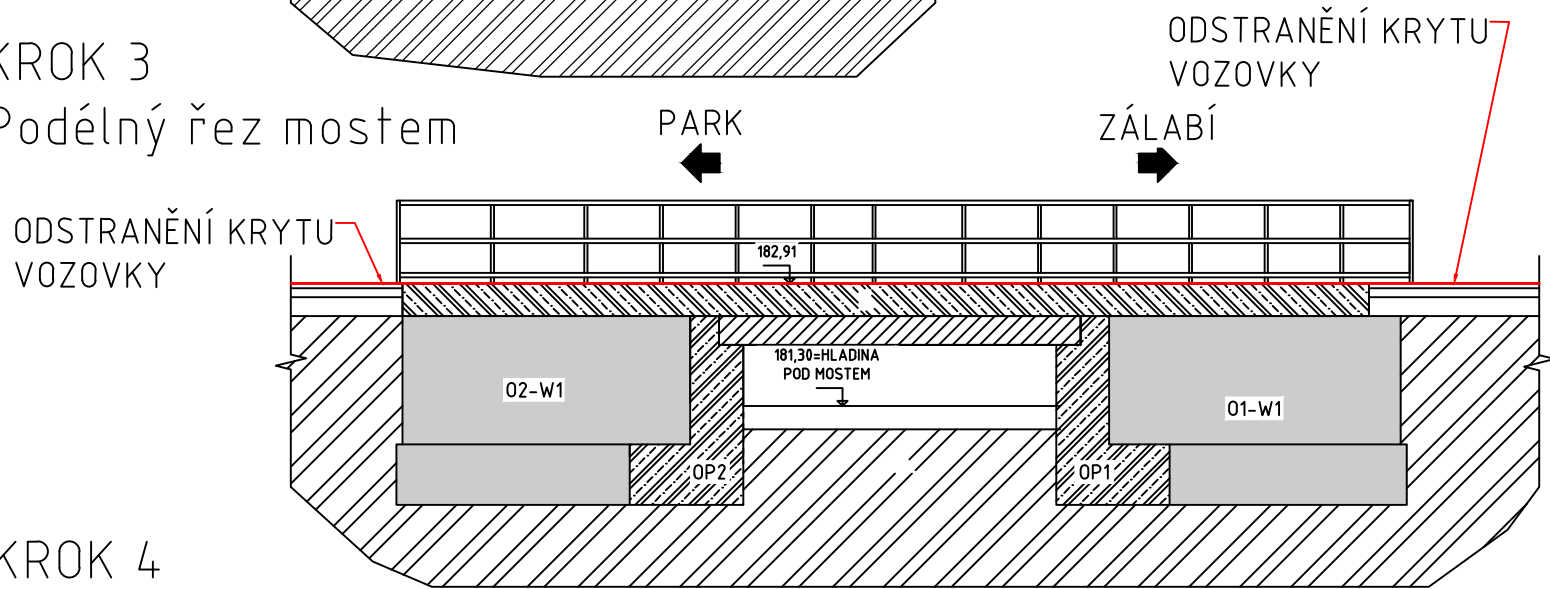 KROK 3
Podélný řez mostem
ODSTRANĚNÍ KRYTU
VOZOVKY
PARK
ZÁLABÍ
ODSTRANĚNÍ KRYTU
VOZOVKY
182,91
181,30=HLADINA
POD MOSTEM
O2-W1
O1-W1
OP2
OP1
KROK 4